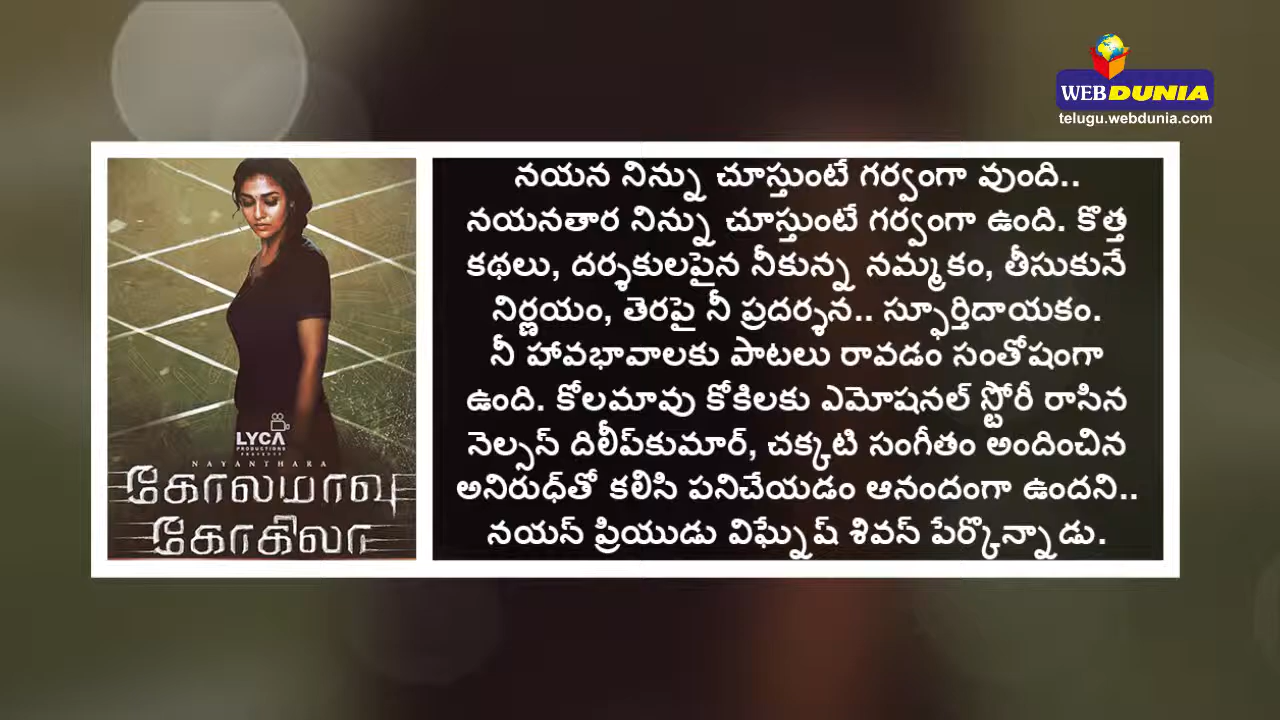 WEBDUNIA
telugu.webdunia.com
నయన నిన్ను చూస్తుంటే గర్వంగా వుంది..
నయనతార నిన్ను చూస్తుంటే గర్వంగా ఉంది. కొత్త
కథలు, దర్శకులపైన నీకున్న నమ్మకం, తీసుకునే
నిర్ణయం, తెరపై నీ ప్రదర్శన.. స్ఫూర్తిదాయకం.
నీ హావభావాలకు పాటలు రావడం సంతోషంగా
ఉంది. కోలమావు కోకిలకు ఎమోషనల్ స్టోరీ రాసిన
నెల్సన్ దిలీప్‌కుమార్, చక్కటి సంగీతం అందించిన
అనిరుధ్‌తో కలిసి పనిచేయడం ఆనందంగా ఉందని..
నయన్ ప్రియుడు విఘ్నేష్ శివన్ పేర్కొన్నాడు.
LYCA
PRODUCTIONS
PRESENTS
NAYANTHARA
கோலமாவு
கோகிலா